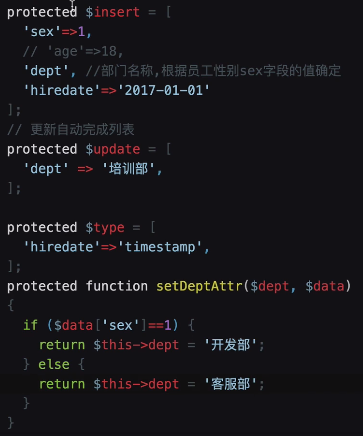 protected $insert = [
'sex'=>1,
// 'age'=>18,
'dept', //部门名称,根据员工性别sex字段的值确定
'hiredate'=>'2017-01-01'
];
// 更新自动完成列表
protected $update = [
'dept' => '培训部',
];
protected $type = [
'hiredate'=>'timestamp',
];
protected function setDeptAttr($dept, $data)
{
if ($data['sex']==1) {
return $this->dept = '开发部';
} else {
return $this->dept = '客服部';
}
}